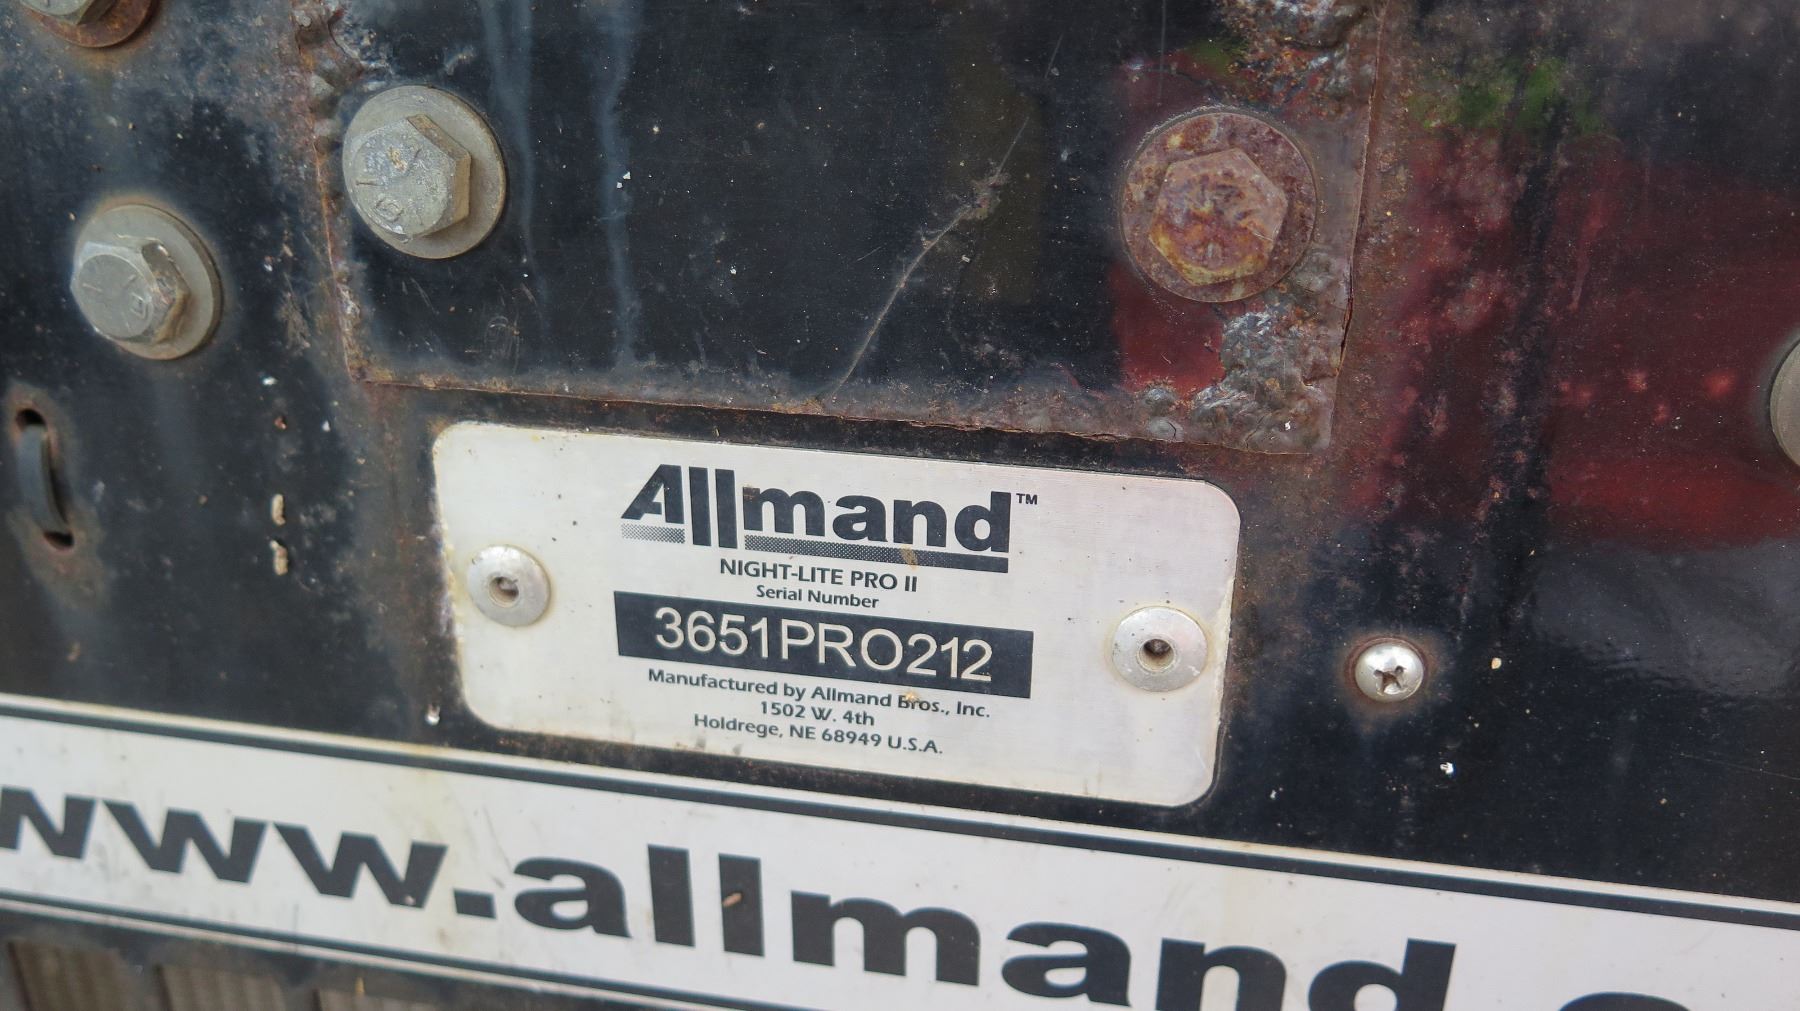 Allmand™
NIGHT-LITE PRO II
Serial Number
3651PRO212
Manufactured by Allmand Bros., Inc.
1502 W. 4th
Holdrege, NE 68949 U.S.A.
www.allmand.c